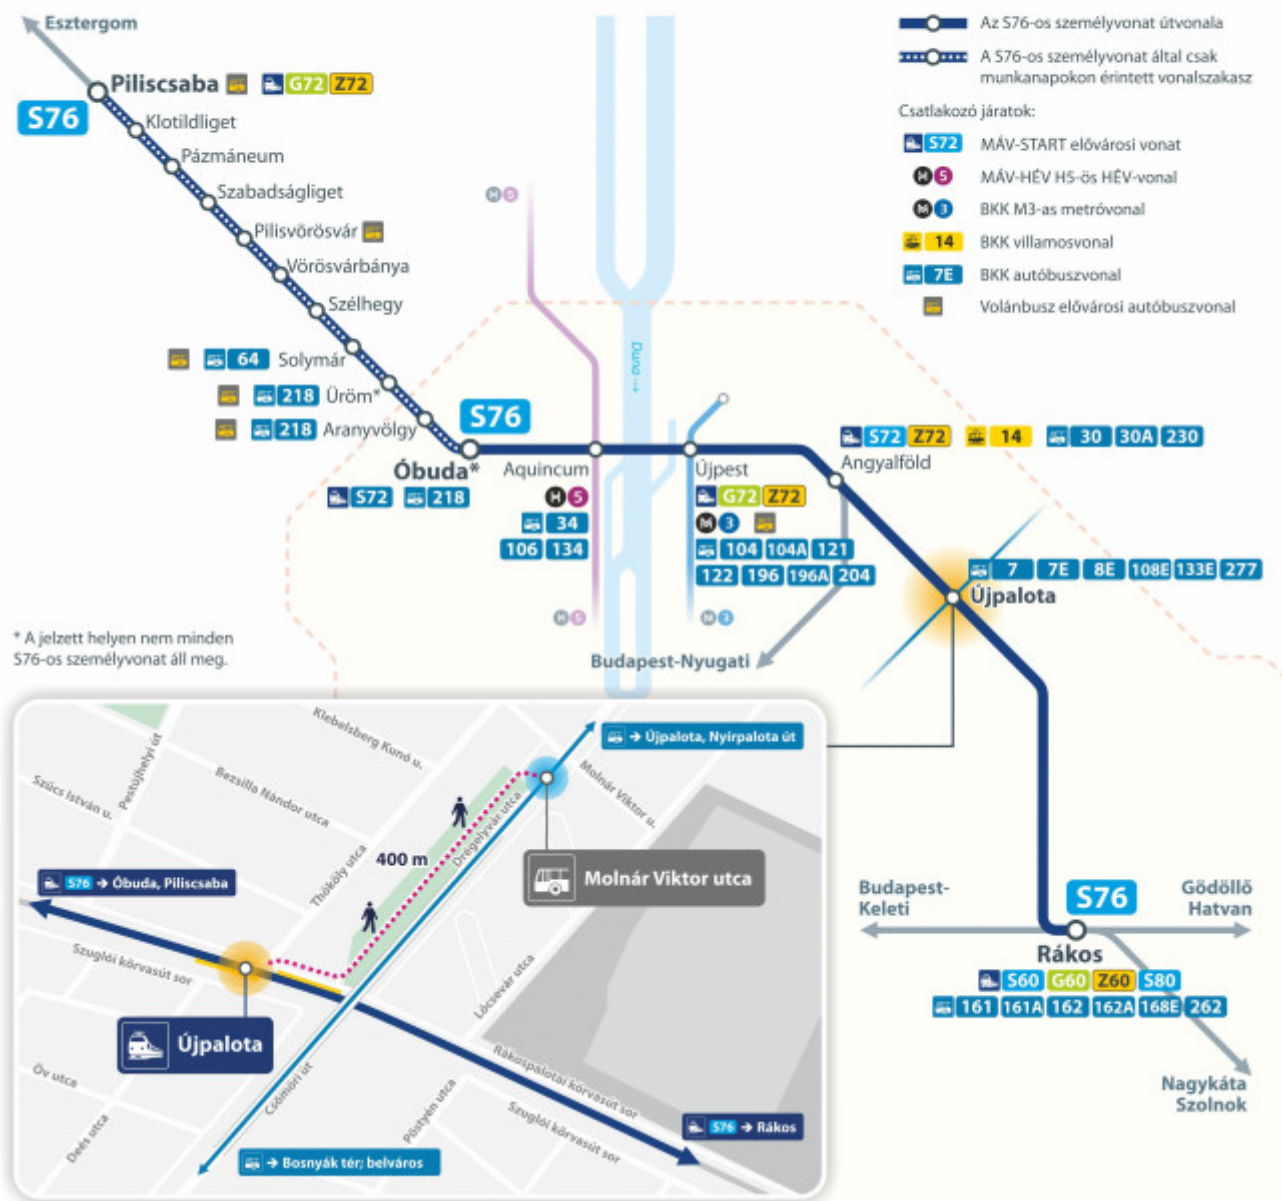 Esztergom
Piliscsaba G72 Z72
S76
Klotildliget
Pázmáneum
Szabadságliget
Pilisvörösvár
Vörösvárbánya
Szélhegy
64 Solymár
218 Üröm*
218 Aranyvölgy
S76
Óbuda*
S72 218
Aquincum
H 5
34
106 134
H 5
H 5
Duna →
Újpest
G72 Z72
M 3
104 104A 121
122 196 196A 204
M 3
Budapest-Nyugati
S72 Z72 14 30 30A 230
Angyalföld
7 7E 8E 108E 133E 277
Újpalota
Az S76-os személyvonat útvonala
A S76-os személyvonat által csak
munkanapokon érintett vonalszakasz
Csatlakozó járatok:
S72 MÁV-START elővárosi vonat
H 5 MÁV-HÉV H5-ös HÉV-vonal
M 3 BKK M3-as metróvonal
14 BKK villamosvonal
7E BKK autóbuszvonal
Volánbusz elővárosi autóbuszvonal
* A jelzett helyen nem minden
S76-os személyvonat áll meg.
Budapest-
Keleti
S76
Gödöllő
Hatvan
Rákos
S60 G60 Z60 S80
161 161A 162 162A 168E 262
Nagykáta
Szolnok
Klebelsberg Kunó u.
→ Újpalota, Nyírpalota út
Pestújhelyi út
Szűcs István u.
Bezsilla Nándor utca
Molnár Viktor u.
Drégelyvár utca
400 m
Thököly utca
Molnár Viktor utca
S76 → Óbuda, Piliscsaba
Szuglói körvasút sor
Lőcsevár utca
Újpalota
Rákospalotai körvasút sor
Öv utca
Csömöri út
Pöstyén utca
Szuglói körvasút sor
Deés utca
S76 → Rákos
→ Bosnyák tér; belváros